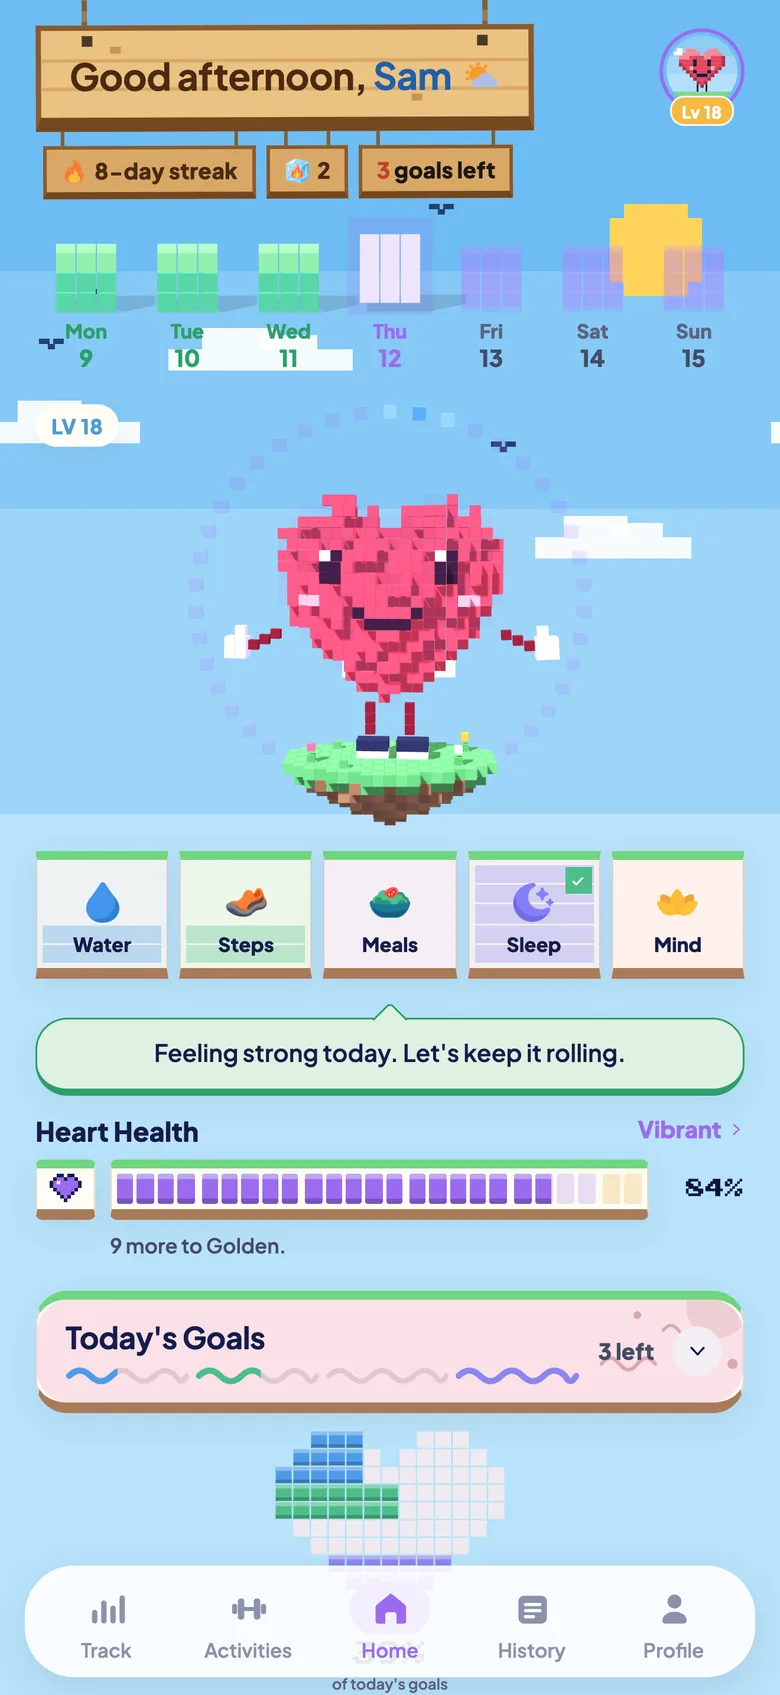 Good afternoon, Sam
Lv 18
8-day streak
2
3 goals left
Mon Tue Wed Thu Fri Sat Sun
9 10 11 12 13 14 15
LV 18
Water Steps Meals Sleep Mind
Feeling strong today. Let's keep it rolling.
Heart Health
Vibrant
84%
9 more to Golden.
Today's Goals
3 left
Track Activities Home History Profile
of today's goals